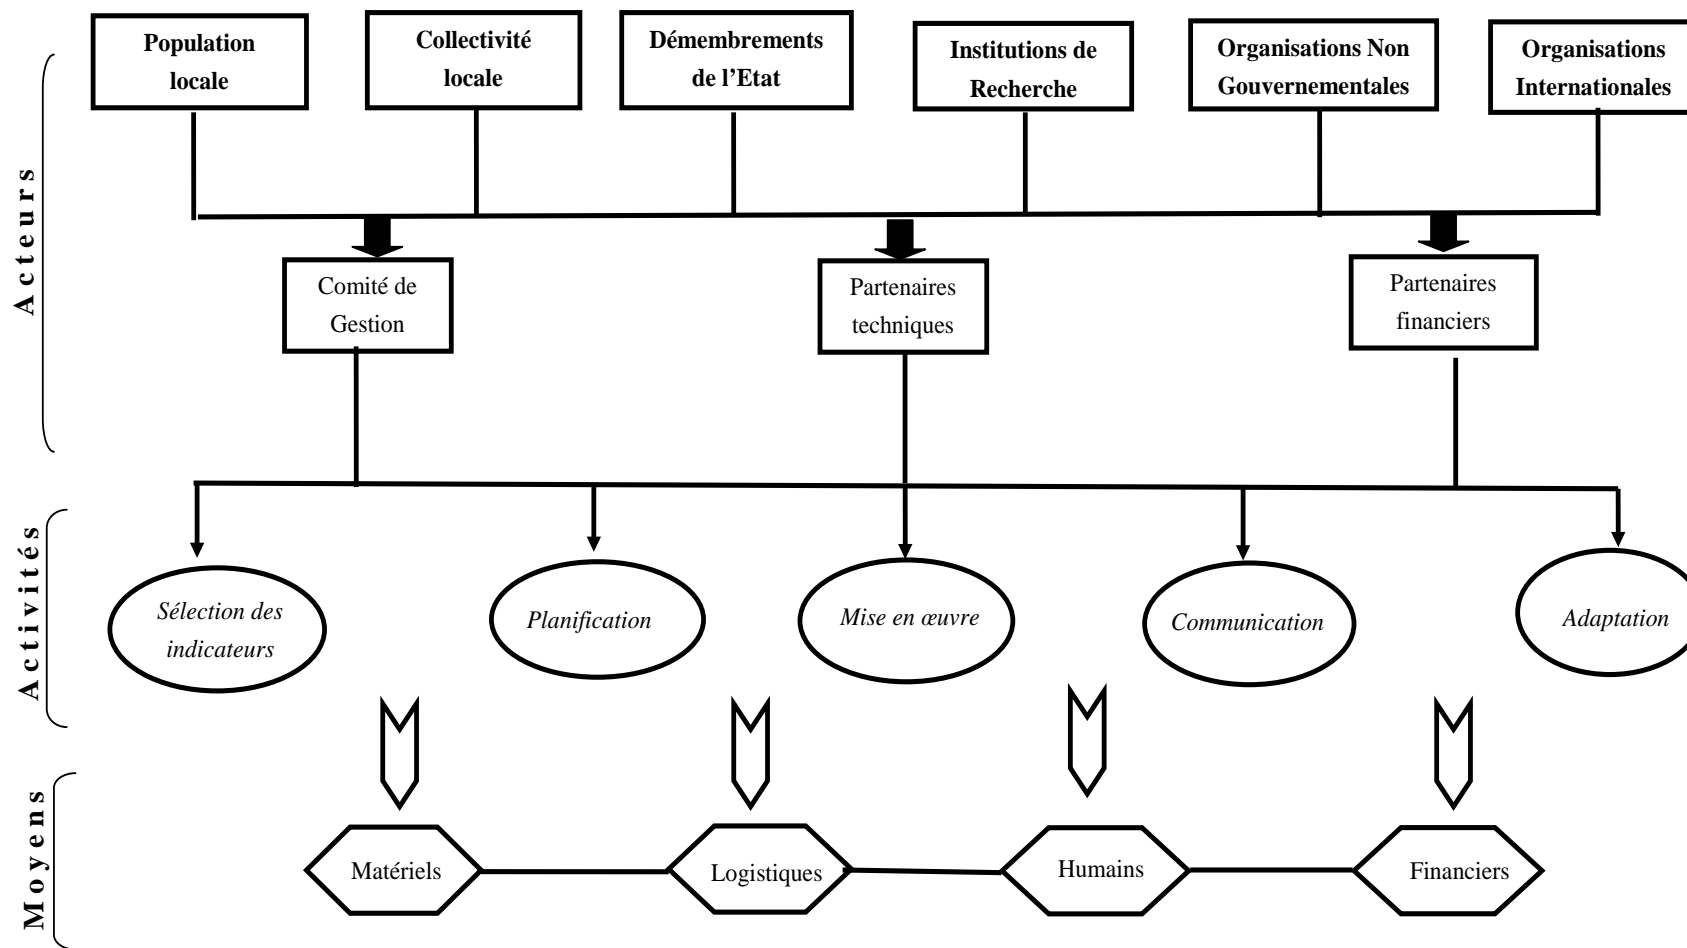 Population
locale
Collectivité
locale
Démembrements
de l’Etat
Institutions de
Recherche
Organisations Non
Gouvernementales
Organisations
Internationales
Acteurs
Comité de
Gestion
Partenaires
techniques
Partenaires
financiers
Activités
Sélection des
indicateurs
Planification
Mise en œuvre
Communication
Adaptation
Moyens
Matériels
Logistiques
Humains
Financiers